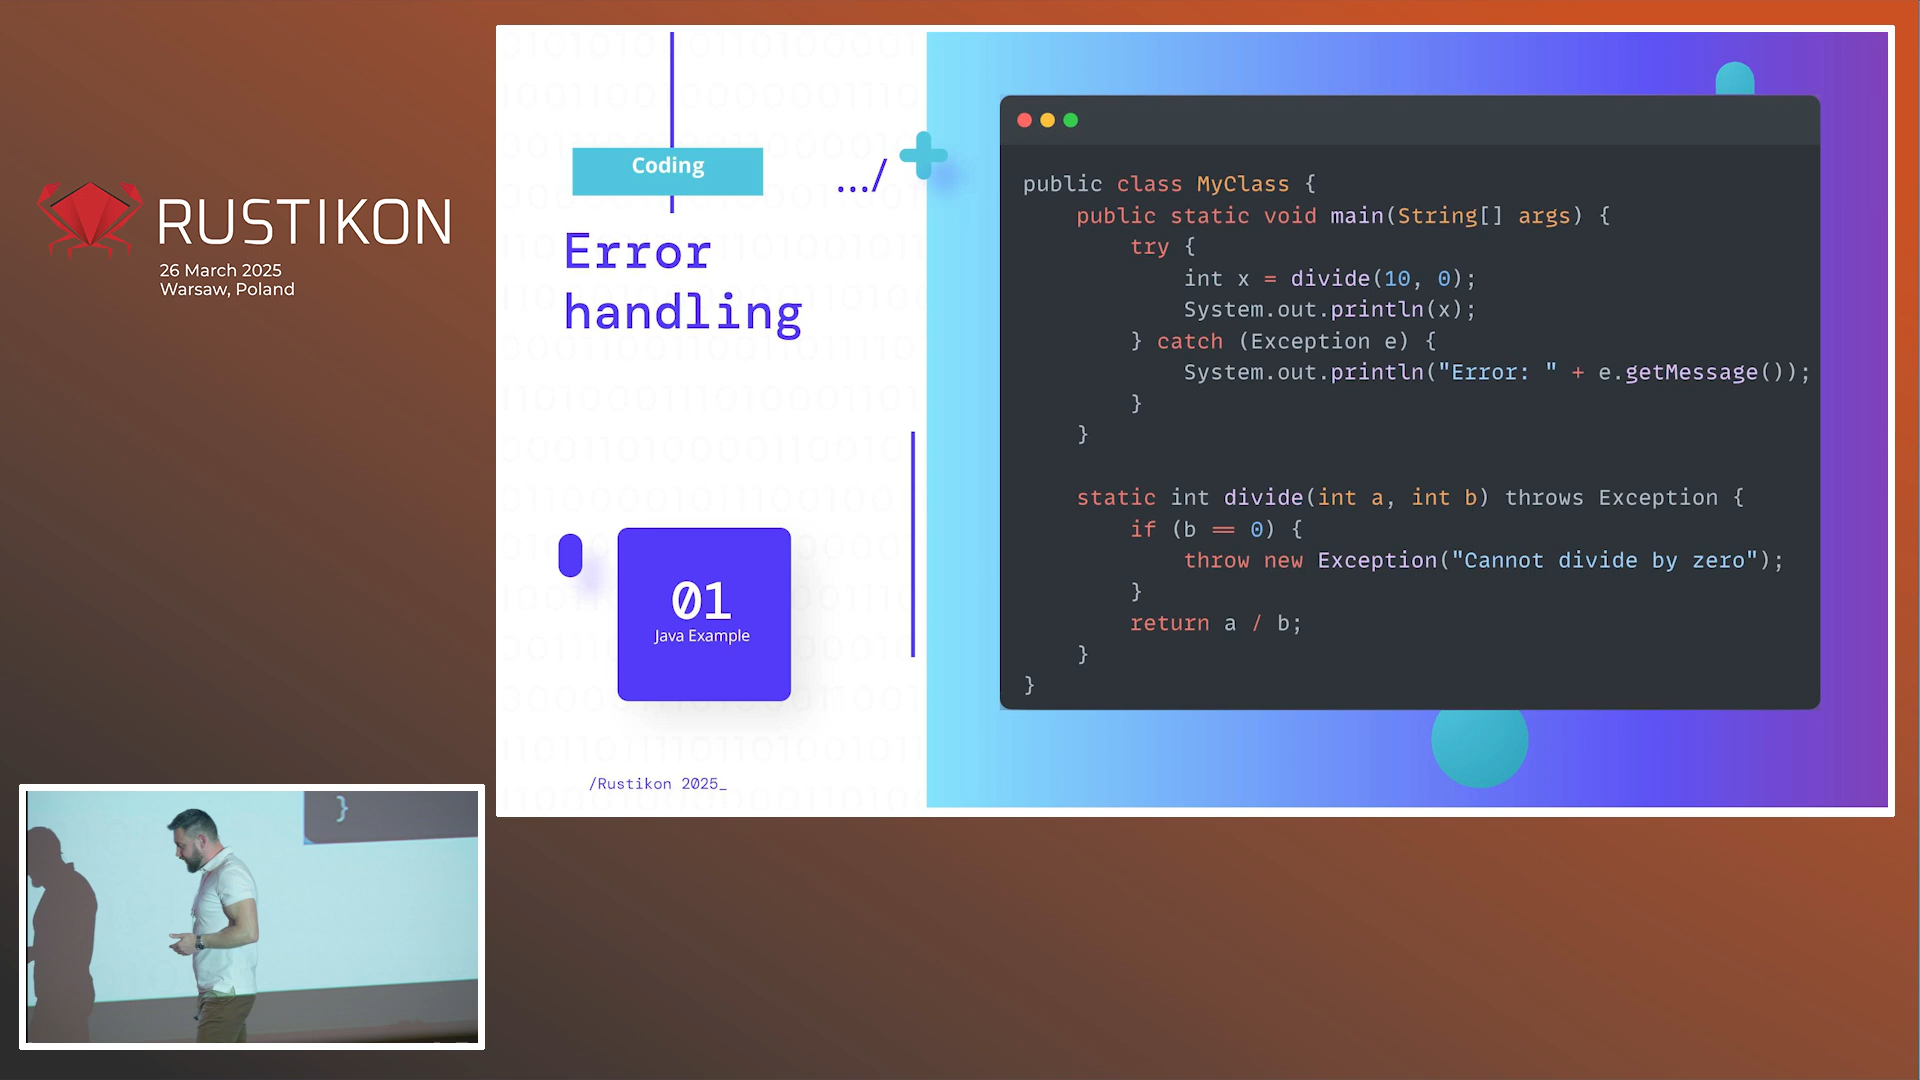 RUSTIKON
26 March 2025
Warsaw, Poland
Coding
.../
Error
handling
01
Java Example
/Rustikon 2025_
public class MyClass {
    public static void main(String[] args) {
        try {
            int x = divide(10, 0);
            System.out.println(x);
        } catch (Exception e) {
            System.out.println("Error: " + e.getMessage());
        }
    }

    static int divide(int a, int b) throws Exception {
        if (b == 0) {
            throw new Exception("Cannot divide by zero");
        }
        return a / b;
    }
}
}